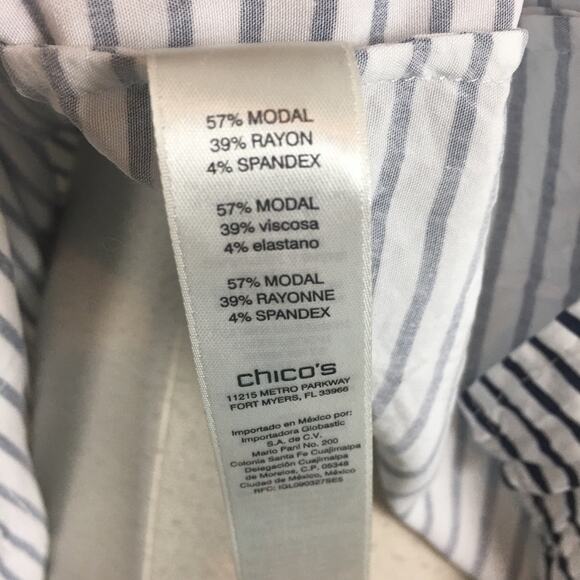 57% MODAL
39% RAYON
4% SPANDEX
57% MODAL
39% viscosa
4% elastano
57% MODAL
39% RAYONNE
4% SPANDEX
chico's
11215 METRO PARKWAY
FORT MYERS, FL 33966
Importado en México por:
Importadora Globastic
S.A. de C.V.
Mario Pani No. 200
Colonia Santa Fe Cuajimalpa
Delegación Cuajimalpa
de Morelos, C.P. 05348
Ciudad de México, México
RFC: IGL090327SE5